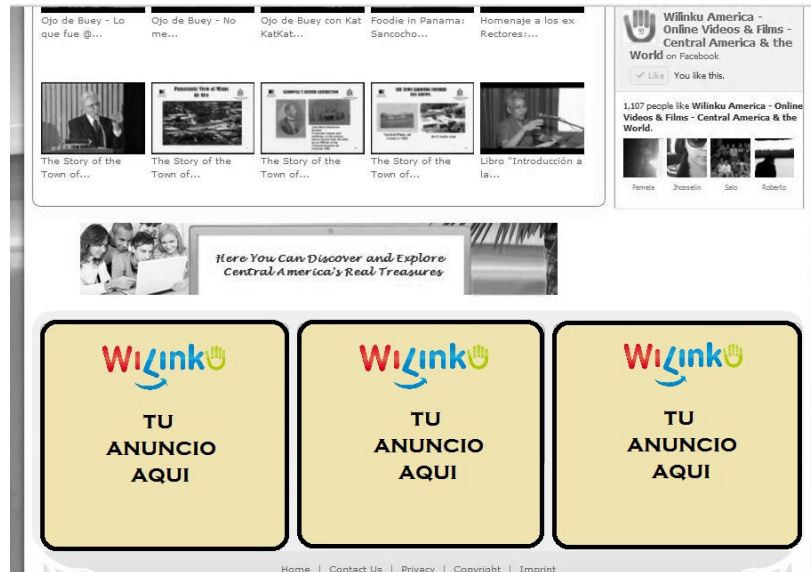 Ojo de Buey - Lo
que fue @...
Ojo de Buey - No
me...
Ojo de Buey con Kat
KatKat...
Foodie in Panama:
Sancocho...
Homenaje a los ex
Rectores:...
Wilinku America -
Online Videos & Films -
Central America & the
World on Facebook
Like You like this.
1,107 people like Wilinku America - Online
Videos & Films - Central America & the
World.
Pamela Jhosselin Salo Roberto
The Story of the
Town of...
The Story of the
Town of...
The Story of the
Town of...
The Story of the
Town of...
Libro "Introducción a
la...
Here You Can Discover and Explore
Central America's Real Treasures
Wilinku
TU
ANUNCIO
AQUI
Wilinku
TU
ANUNCIO
AQUI
Wilinku
TU
ANUNCIO
AQUI
Home | Contact Us | Privacy | Copyright | Imprint